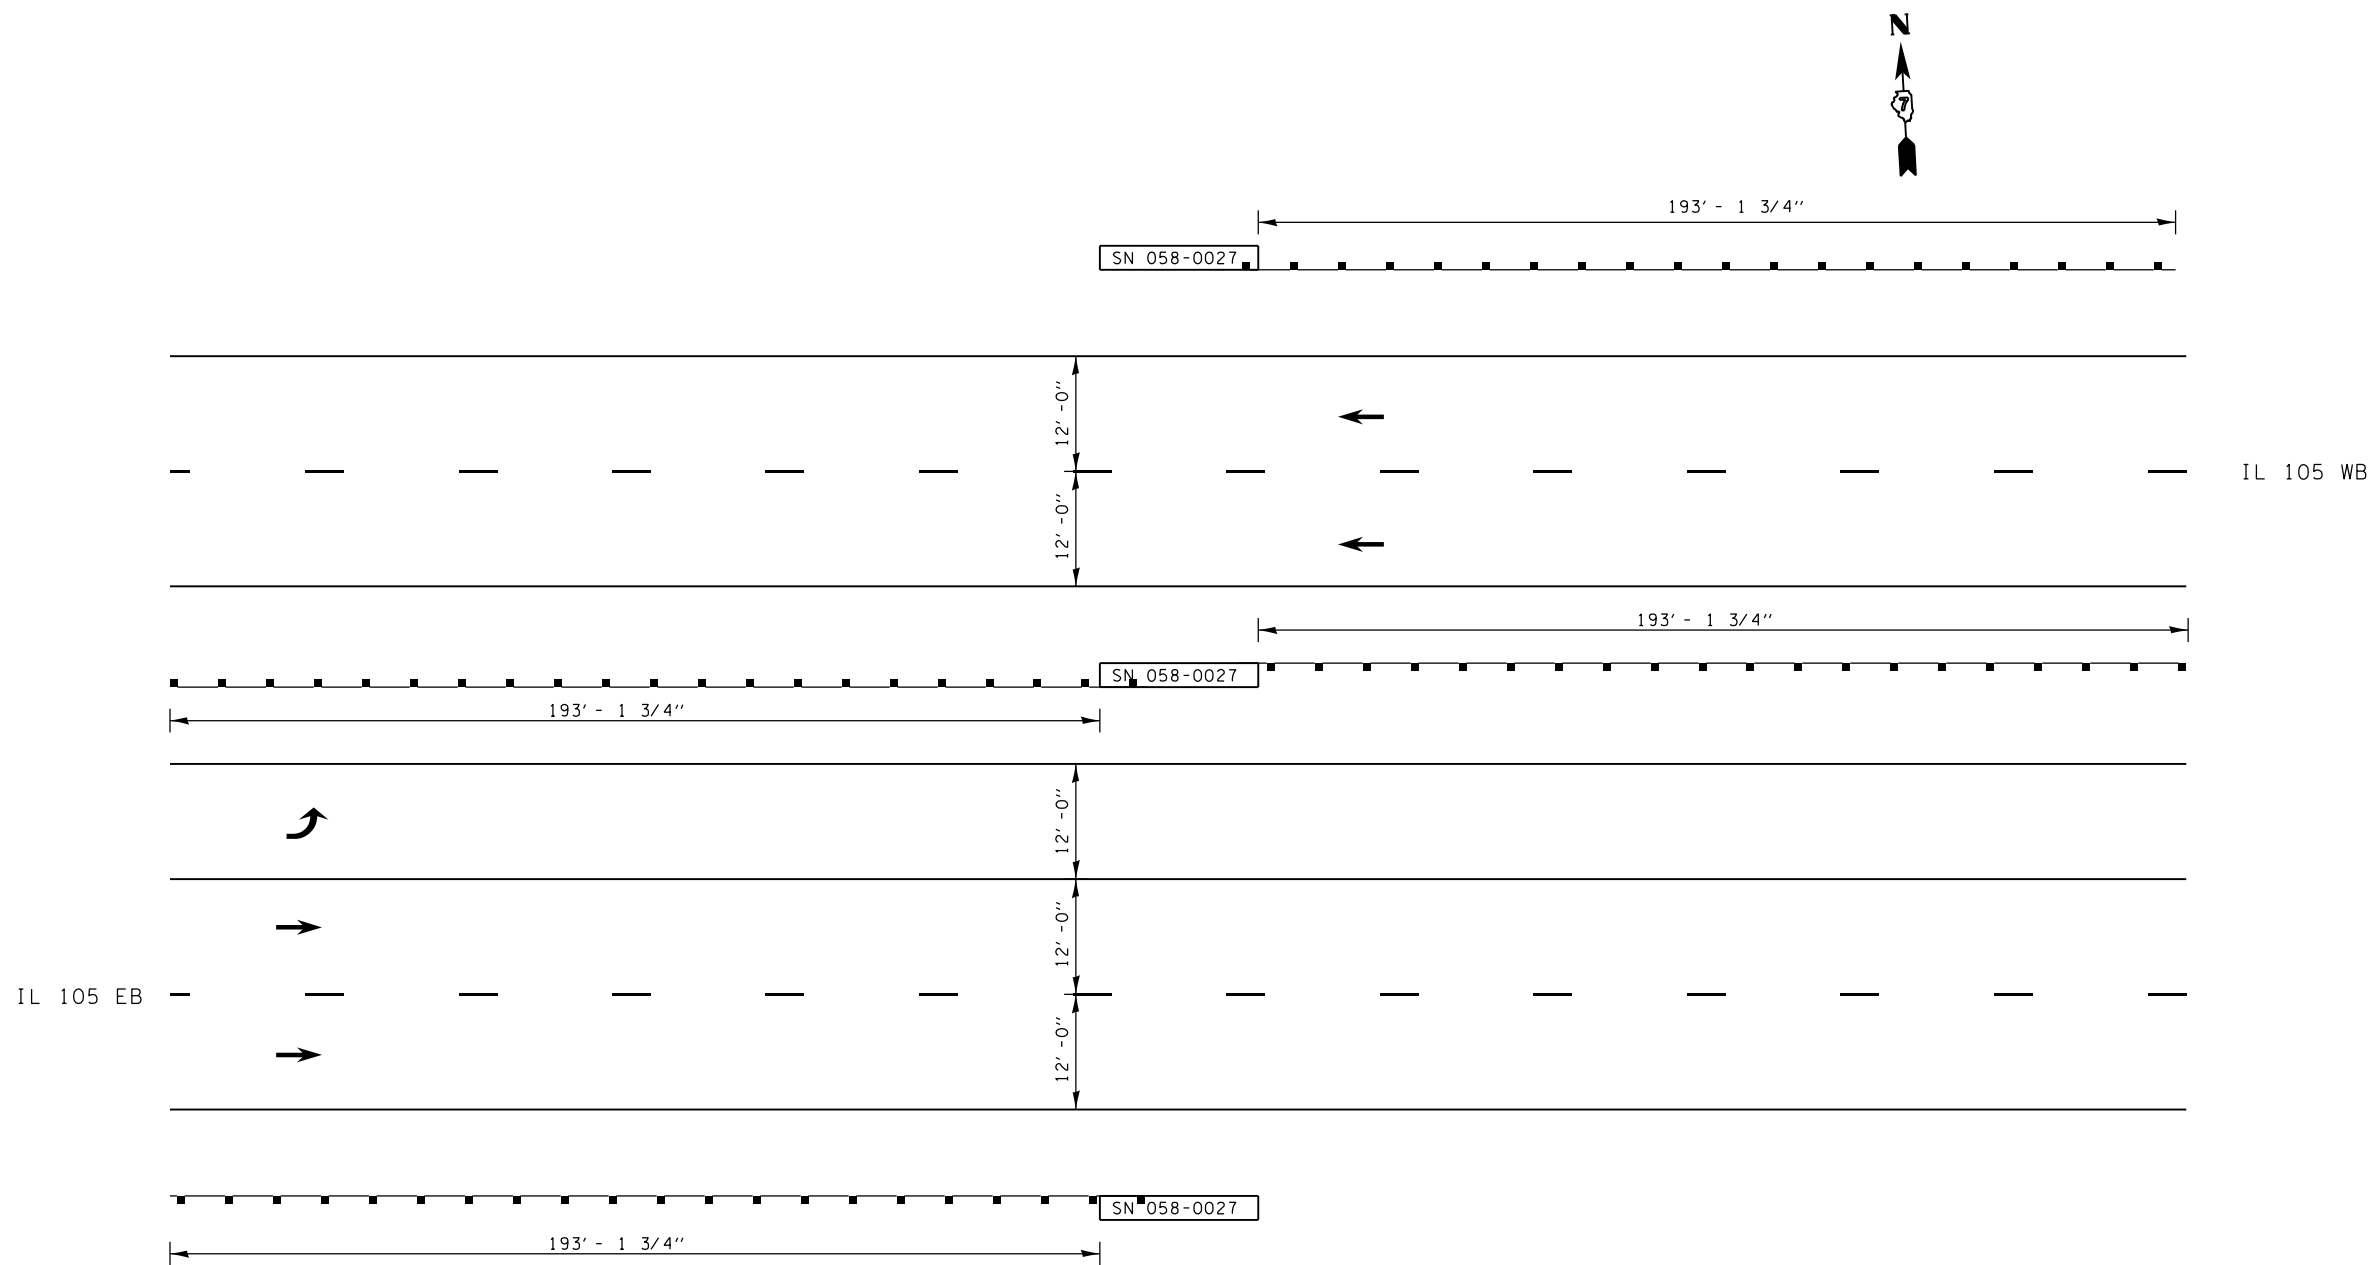 N
7
193' - 1 3/4"
SN 058-0027
12' -0"
IL 105 WB
12' -0"
193' - 1 3/4"
SN 058-0027
193' - 1 3/4"
12' -0"
12' -0"
IL 105 EB
12' -0"
SN 058-0027
193' - 1 3/4"